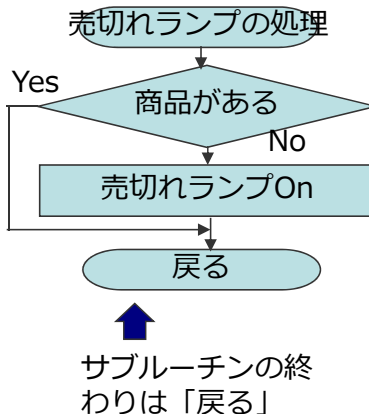 売切れランプの処理
Yes
商品がある
No
売切れランプOn
戻る
サブルーチンの終
わりは「戻る」